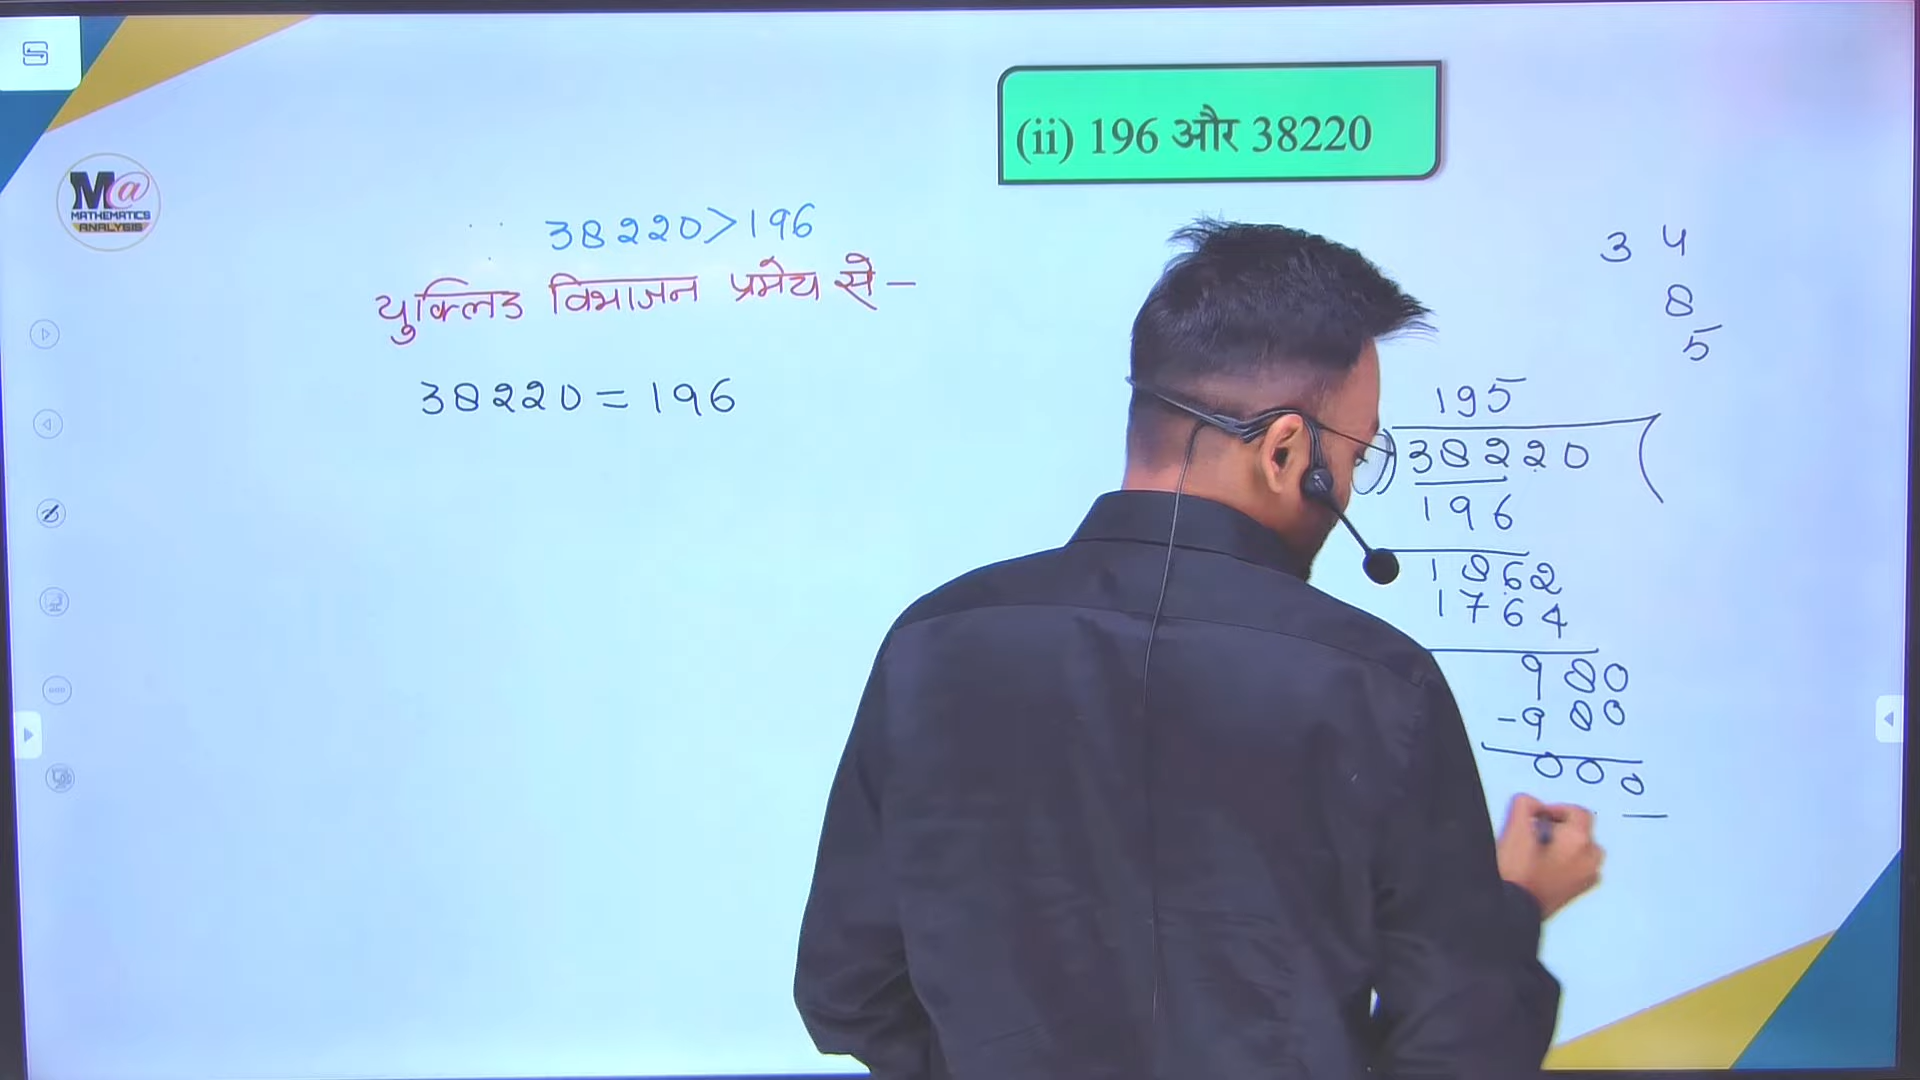 (ii) 196 और 38220
M@
MATHEMATICS
ANALYSIS
38220>196
युक्लिड विभाजन प्रमेय से –
38220=196
3 4
8
5
195
)38220(
196
1862
1764
980
-980
000